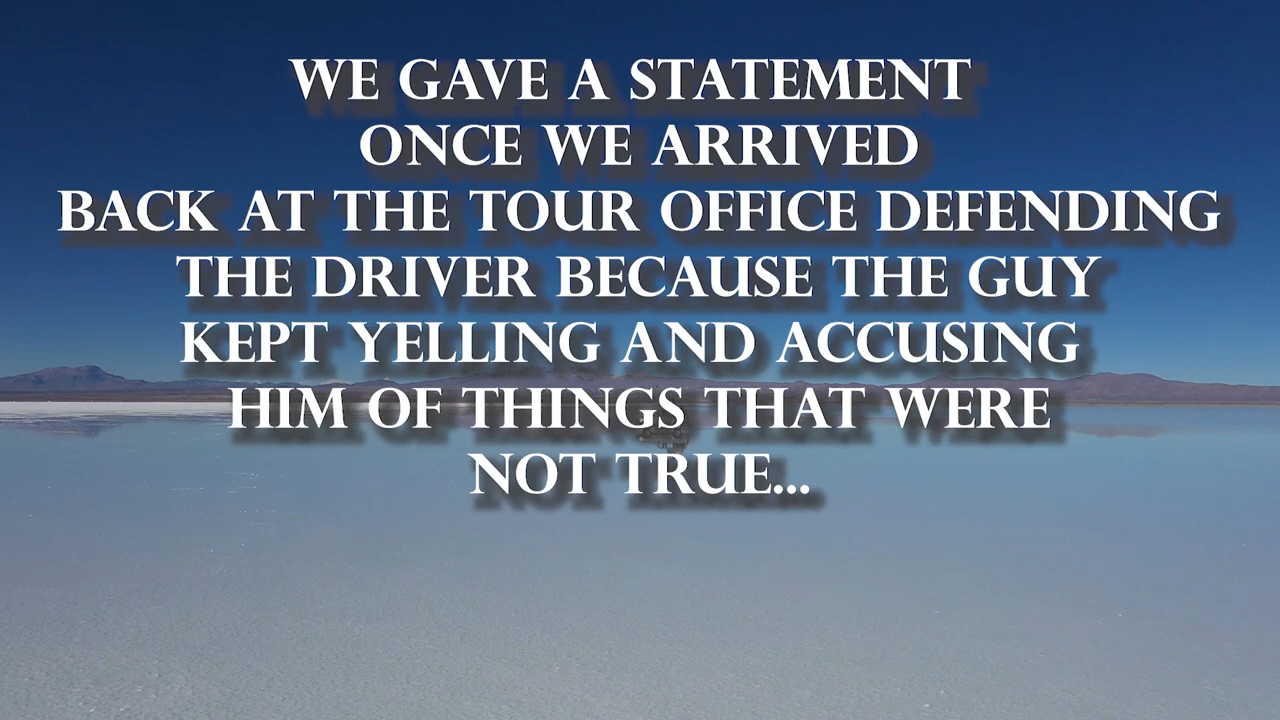 WE GAVE A STATEMENT
ONCE WE ARRIVED
BACK AT THE TOUR OFFICE DEFENDING
THE DRIVER BECAUSE THE GUY
KEPT YELLING AND ACCUSING
HIM OF THINGS THAT WERE
NOT TRUE...